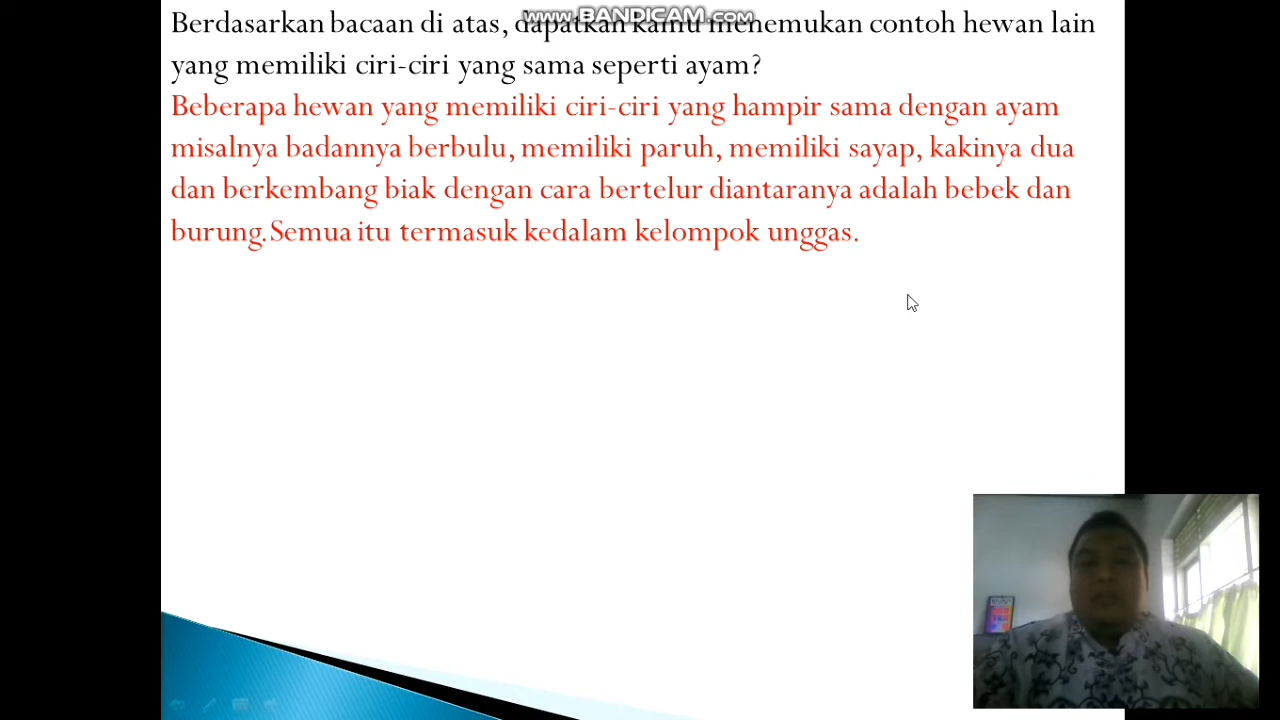 www.BANDICAM.com
Berdasarkan bacaan di atas, dapatkah kamu menemukan contoh hewan lain
yang memiliki ciri-ciri yang sama seperti ayam?
Beberapa hewan yang memiliki ciri-ciri yang hampir sama dengan ayam
misalnya badannya berbulu, memiliki paruh, memiliki sayap, kakinya dua
dan berkembang biak dengan cara bertelur diantaranya adalah bebek dan
burung.Semua itu termasuk kedalam kelompok unggas.